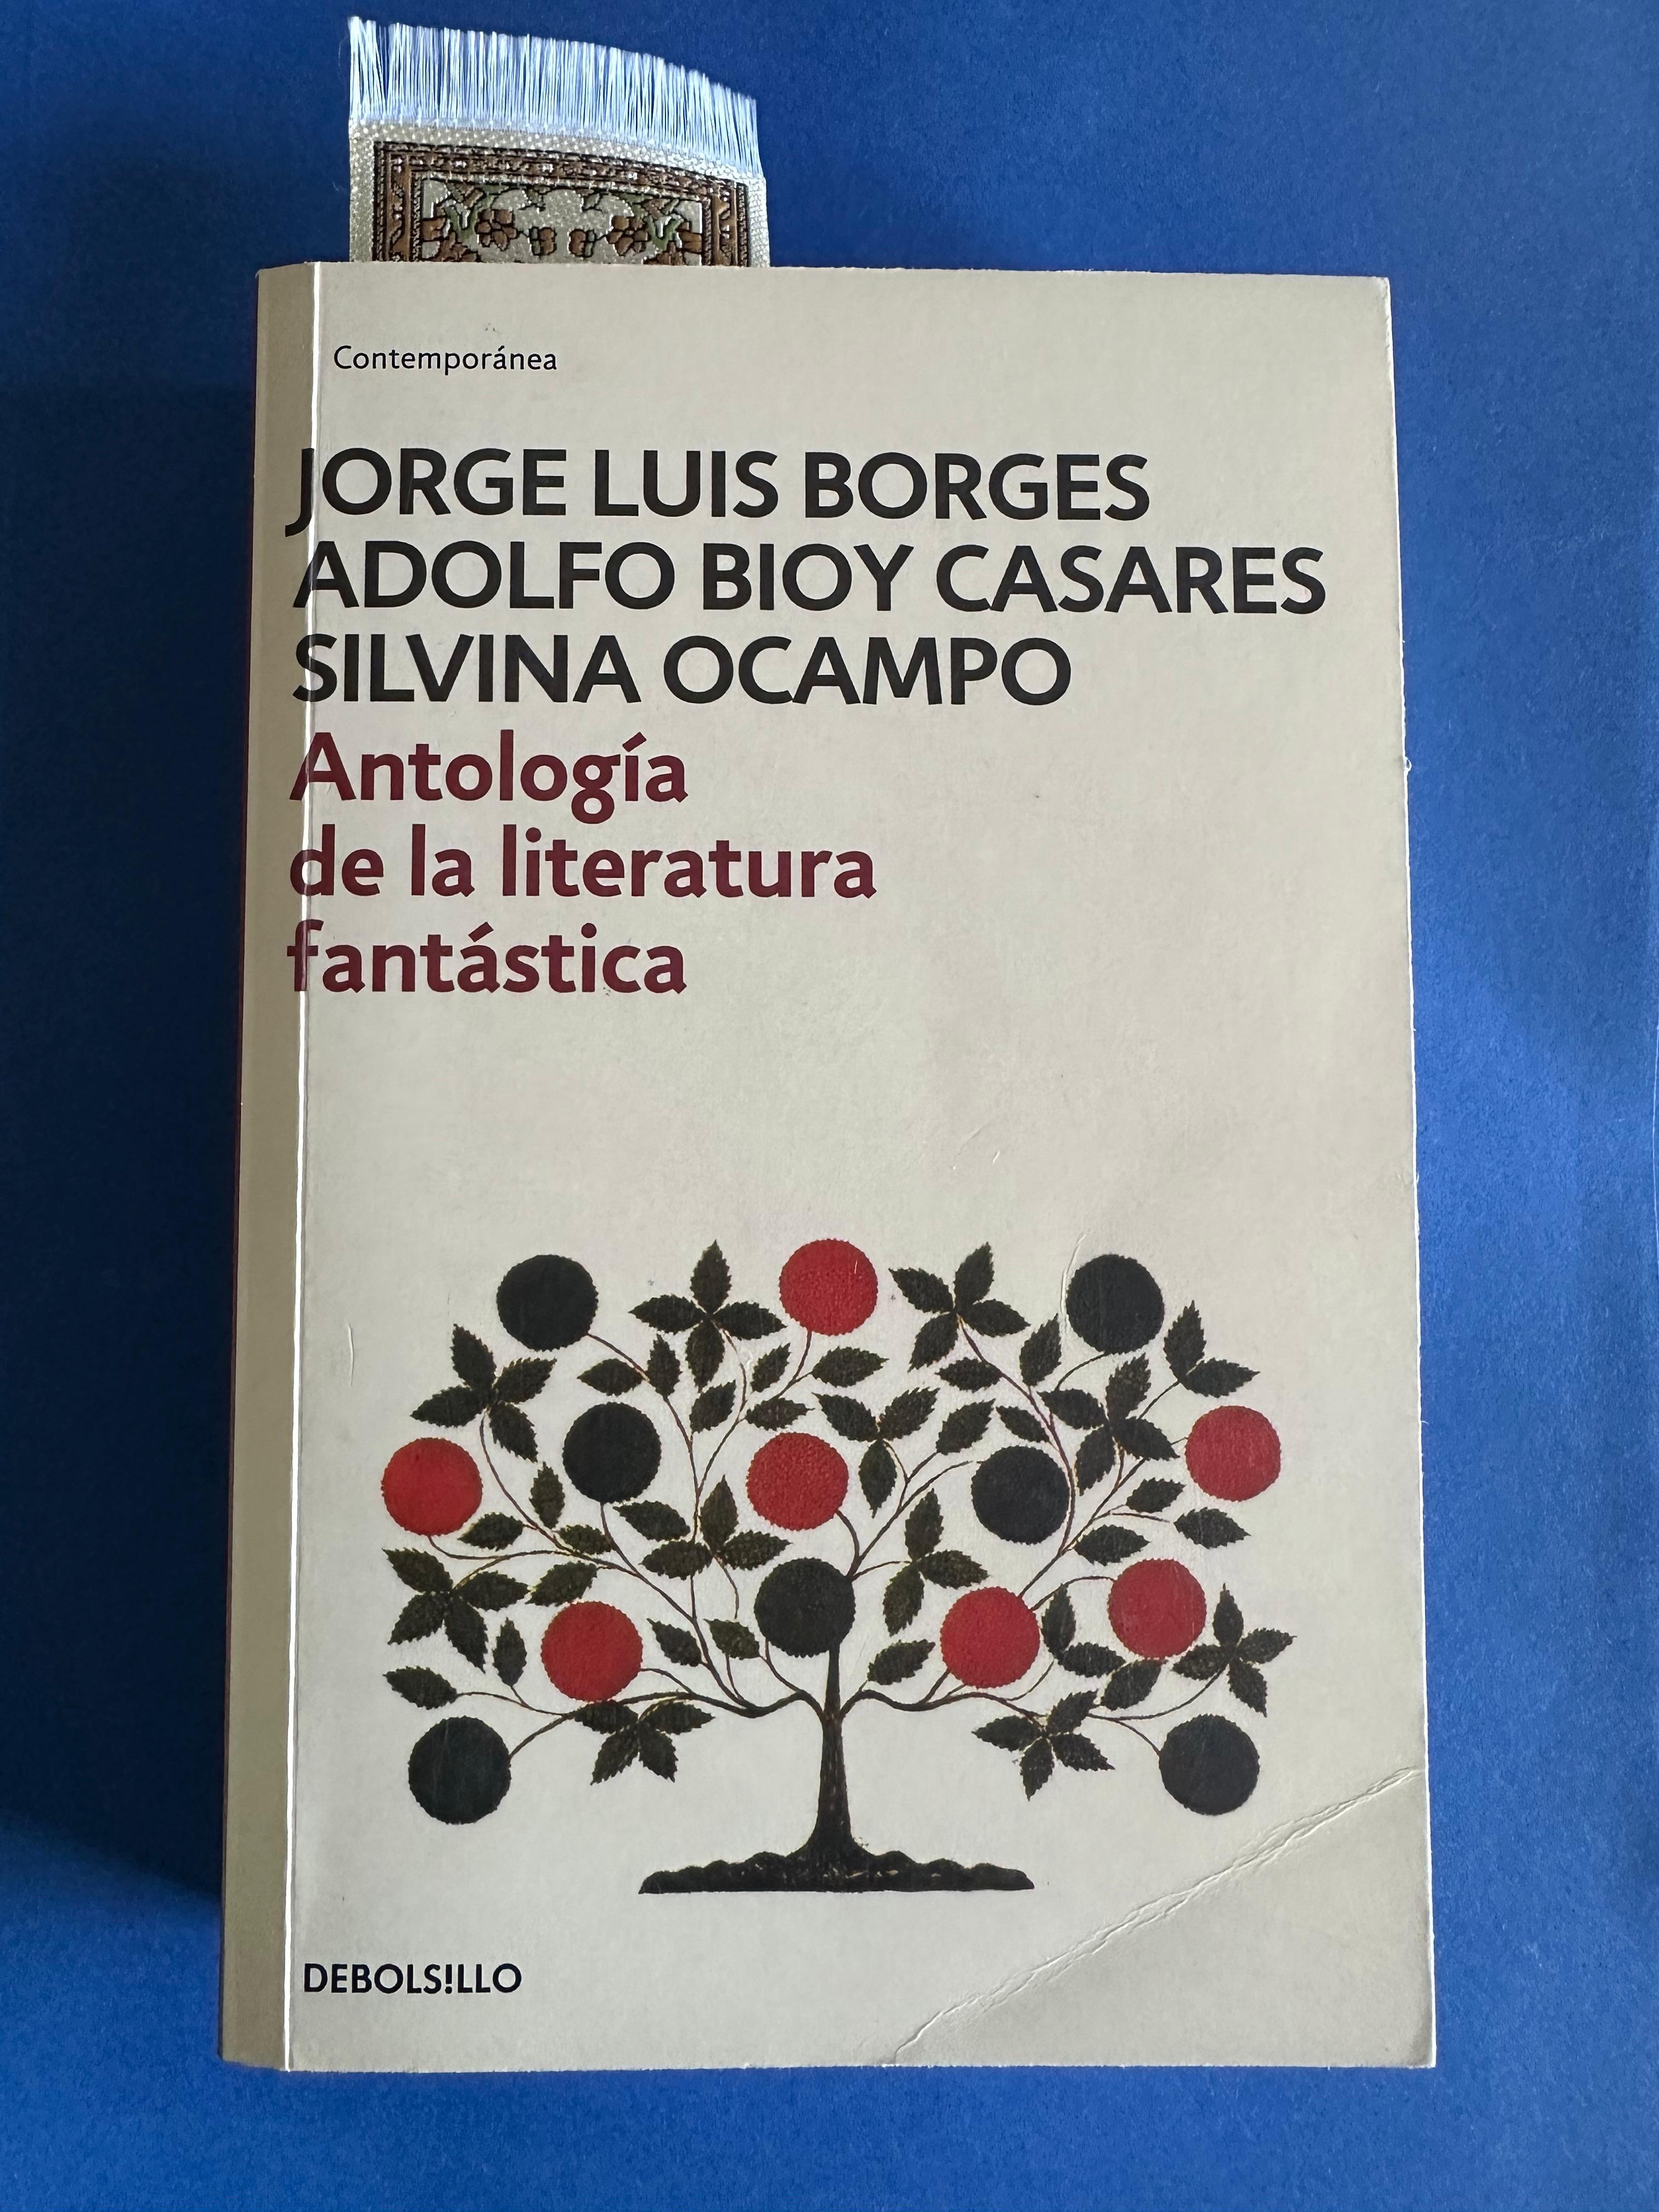 Contemporánea
JORGE LUIS BORGES
ADOLFO BIOY CASARES
SILVINA OCAMPO
Antología
de la literatura
fantástica
DEBOLS!LLO